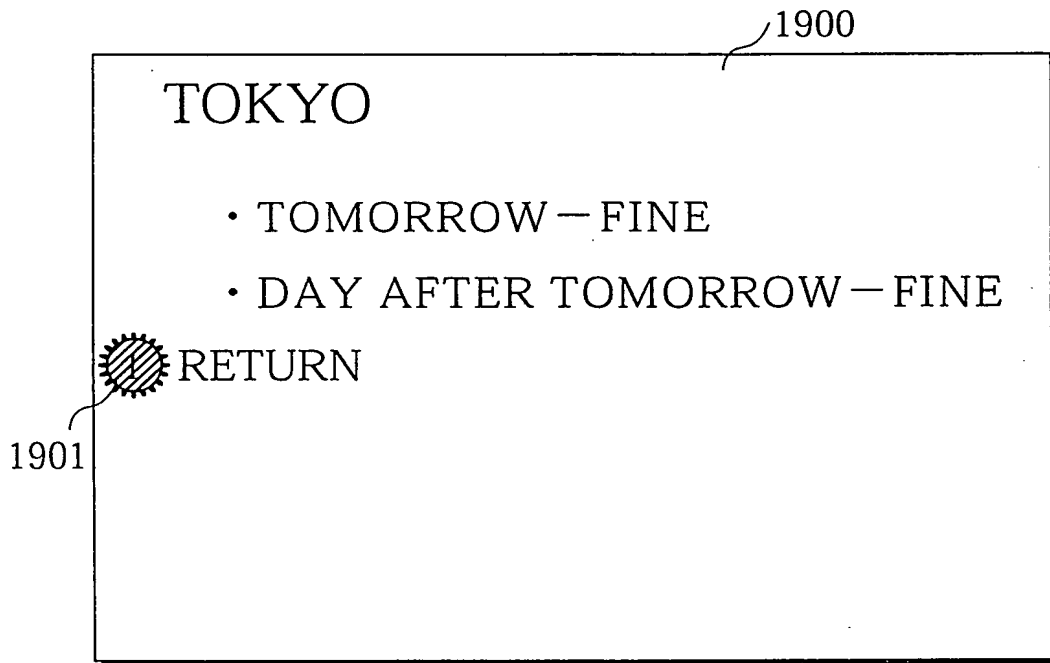 1900
TOKYO
· TOMORROW—FINE
· DAY AFTER TOMORROW—FINE
1 RETURN
1901